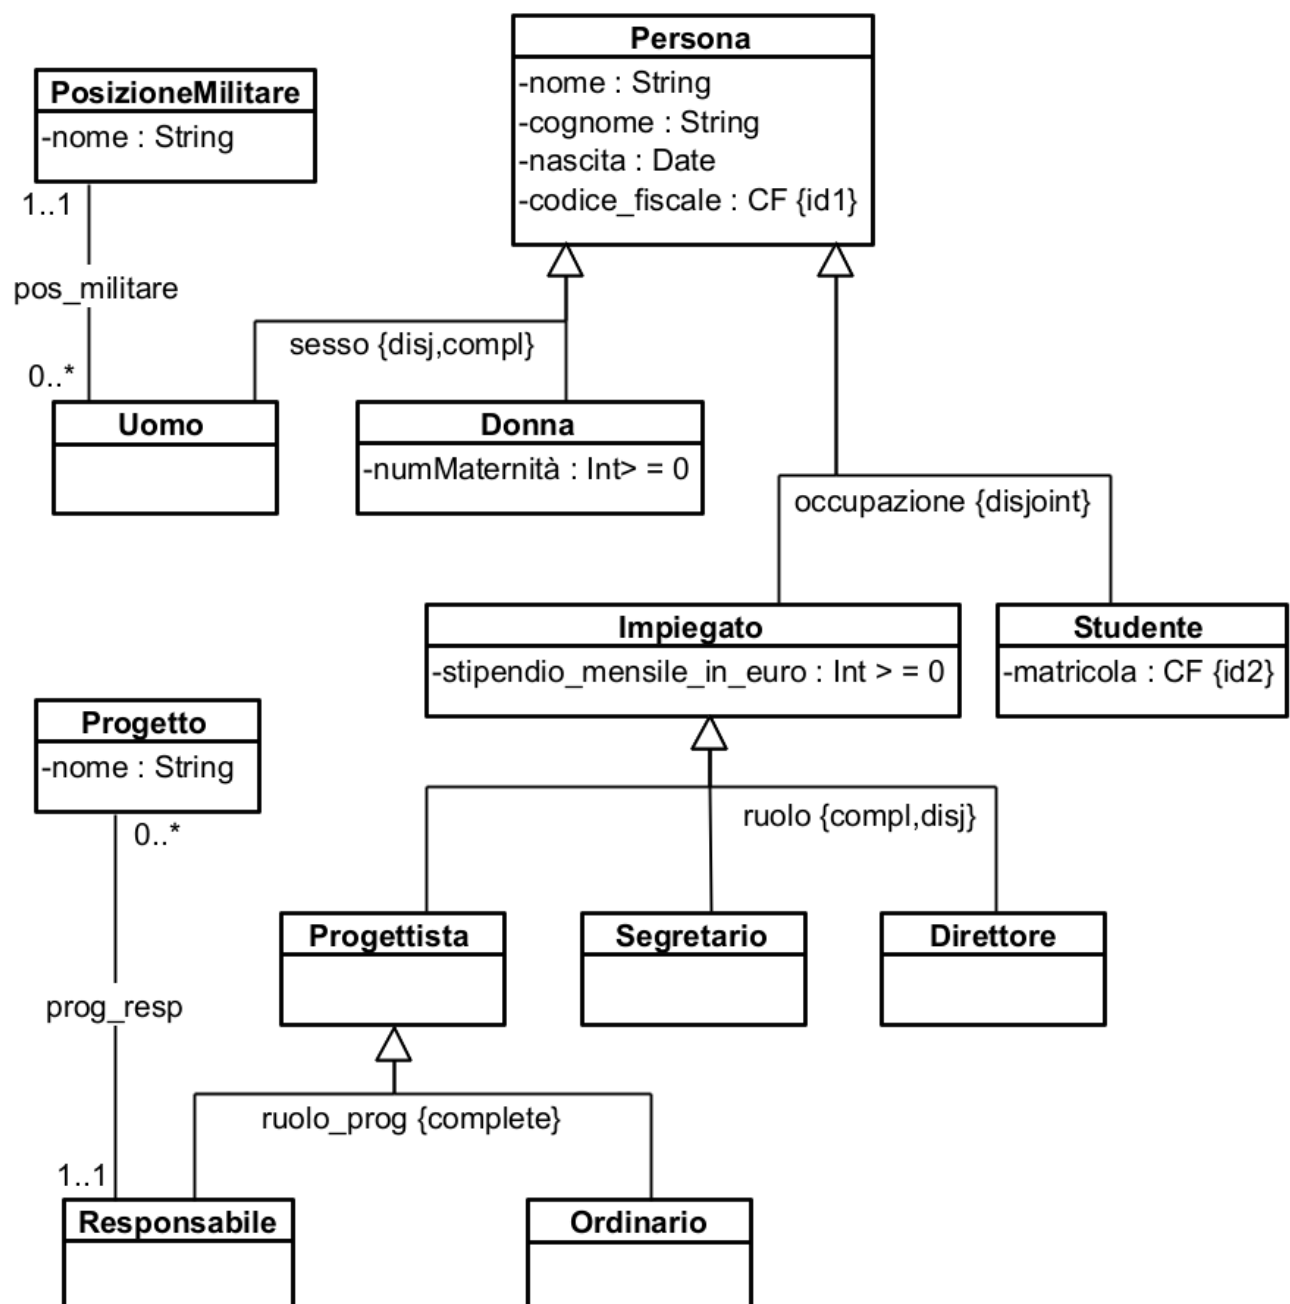 Persona
-nome : String
-cognome : String
-nascita : Date
-codice_fiscale : CF {id1}
PosizioneMilitare
-nome : String
1..1
pos_militare
0..*
sesso {disj,compl}
Uomo
Donna
-numMaternità : Int> = 0
occupazione {disjoint}
Impiegato
-stipendio_mensile_in_euro : Int > = 0
Studente
-matricola : CF {id2}
Progetto
-nome : String
0..*
ruolo {compl,disj}
Progettista
Segretario
Direttore
prog_resp
ruolo_prog {complete}
1..1
Responsabile
Ordinario